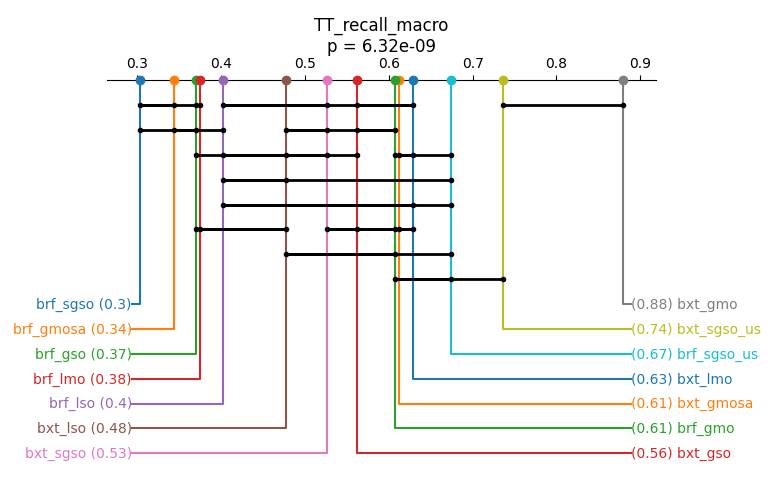 TT_recall_macro
p = 6.32e-09
0.3 0.4 0.5 0.6 0.7 0.8 0.9
brf_sgso (0.3) (0.88) bxt_gmo
brf_gmosa (0.34) (0.74) bxt_sgso_us
brf_gso (0.37) (0.67) brf_sgso_us
brf_lmo (0.38) (0.63) bxt_lmo
brf_lso (0.4) (0.61) bxt_gmosa
bxt_lso (0.48) (0.61) brf_gmo
bxt_sgso (0.53) (0.56) bxt_gso